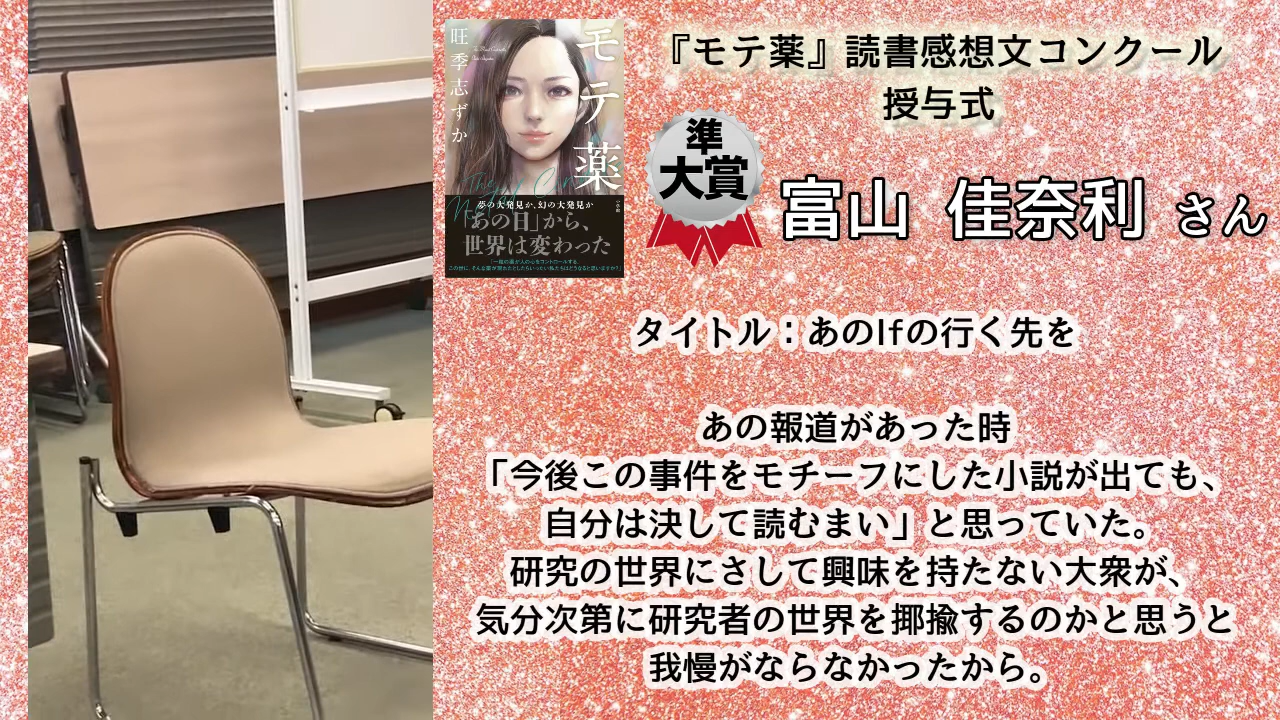 旺季志ずか
モテ薬
夢の大発見か、幻の大発見か
「あの日」から、
世界は変わった
『モテ薬』読書感想文コンクール
授与式
準
大賞
富山 佳奈利 さん
タイトル：あのIfの行く先を
あの報道があった時
「今後この事件をモチーフにした小説が出ても、
自分は決して読むまい」と思っていた。
研究の世界にさして興味を持たない大衆が、
気分次第に研究者の世界を揶揄するのかと思うと
我慢がならなかったから。